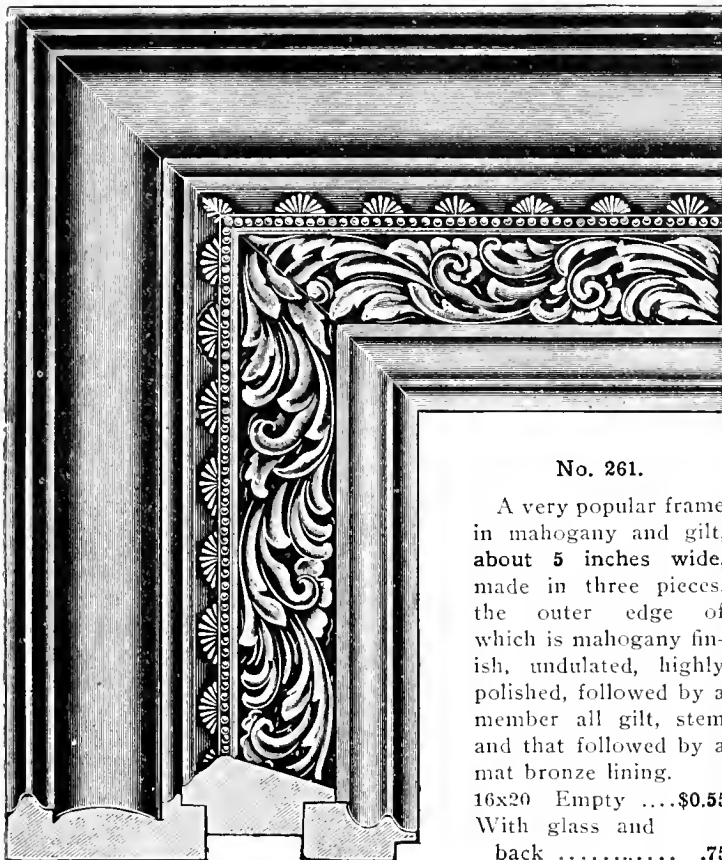 No. 261.
A very popular frame
in mahogany and gilt,
about 5 inches wide,
made in three pieces,
the outer edge of
which is mahogany fin-
ish, undulated, highly
polished, followed by a
member all gilt, stem
and that followed by a
mat bronze lining.
16x20 Empty ....$0.55
With glass and
back ............ .75